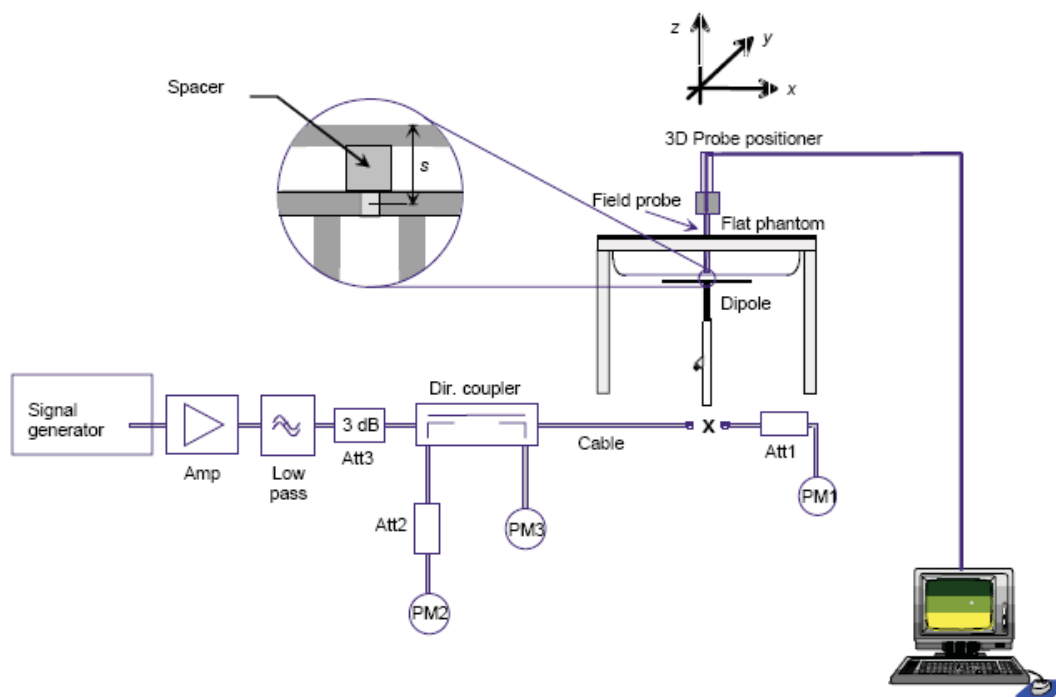 z
y
x
Spacer
s
3D Probe positioner
Field probe
Flat phantom
Dipole
Signal
generator
Amp
Low
pass
3 dB
Att3
Dir. coupler
Att2
PM2
PM3
Cable
x
Att1
PM1